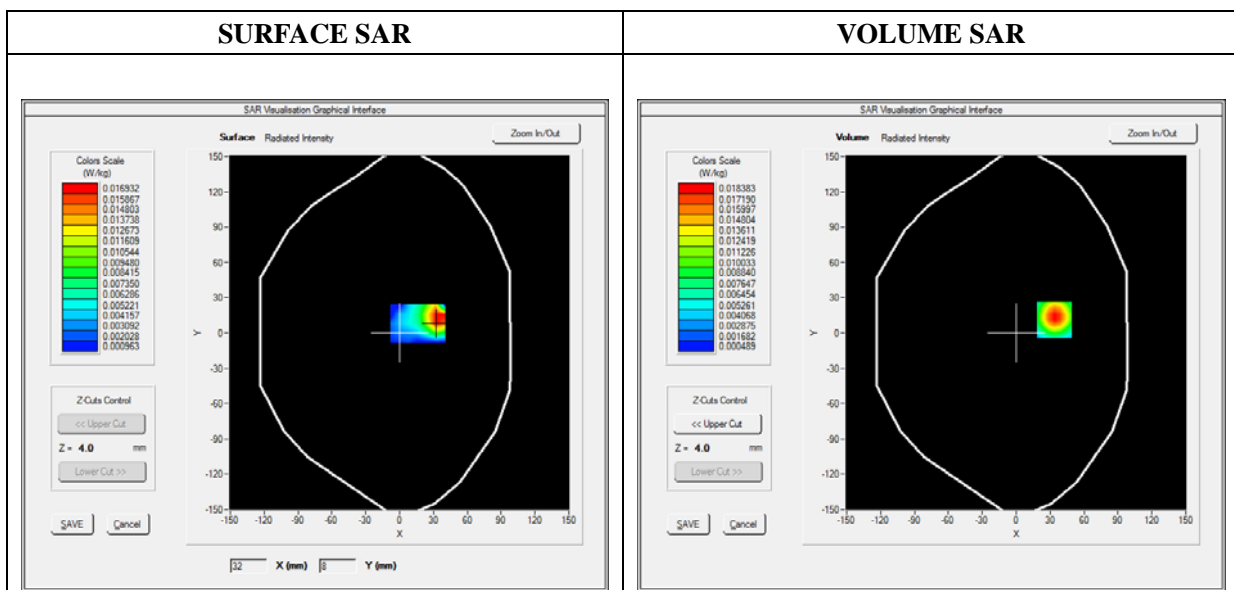 SURFACE SAR
VOLUME SAR
SAR Visualisation Graphical Interface
Surface Radiated Intensity
Zoom In/Out
Colors Scale
(W/kg)
0.016932
0.015867
0.014803
0.013738
0.012673
0.011609
0.010544
0.009480
0.008415
0.007350
0.006286
0.005221
0.004157
0.003092
0.002028
0.000963
Z-Cuts Control
<< Upper Cut
Z = 4.0 mm
Lower Cut >>
SAVE Cancel
150
120
90
60
30
0
-30
-60
-90
-120
-150
Y
-150 -120 -90 -60 -30 0 30 60 90 120 150
X
32 X (mm) 8 Y (mm)
SAR Visualisation Graphical Interface
Volume Radiated Intensity
Zoom In/Out
Colors Scale
(W/kg)
0.018383
0.017190
0.015997
0.014804
0.013611
0.012419
0.011226
0.010033
0.008840
0.007647
0.006454
0.005261
0.004068
0.002875
0.001682
0.000489
Z-Cuts Control
<< Upper Cut
Z = 4.0 mm
Lower Cut >>
SAVE Cancel
150
120
90
60
30
0
-30
-60
-90
-120
-150
Y
-150 -120 -90 -60 -30 0 30 60 90 120 150
X